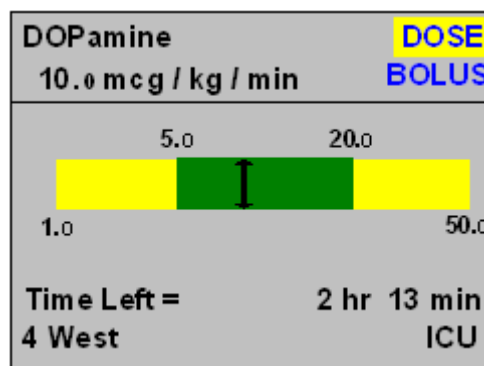 DOPamine DOSE
10.0 mcg / kg / min BOLUS
5.0 20.0
1.0 50.0
Time Left = 2 hr 13 min
4 West ICU